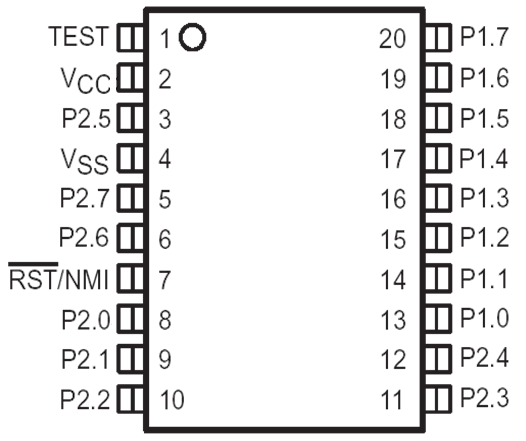 TEST 1 20 P1.7
VCC 2 19 P1.6
P2.5 3 18 P1.5
VSS 4 17 P1.4
P2.7 5 16 P1.3
P2.6 6 15 P1.2
RST/NMI 7 14 P1.1
P2.0 8 13 P1.0
P2.1 9 12 P2.4
P2.2 10 11 P2.3